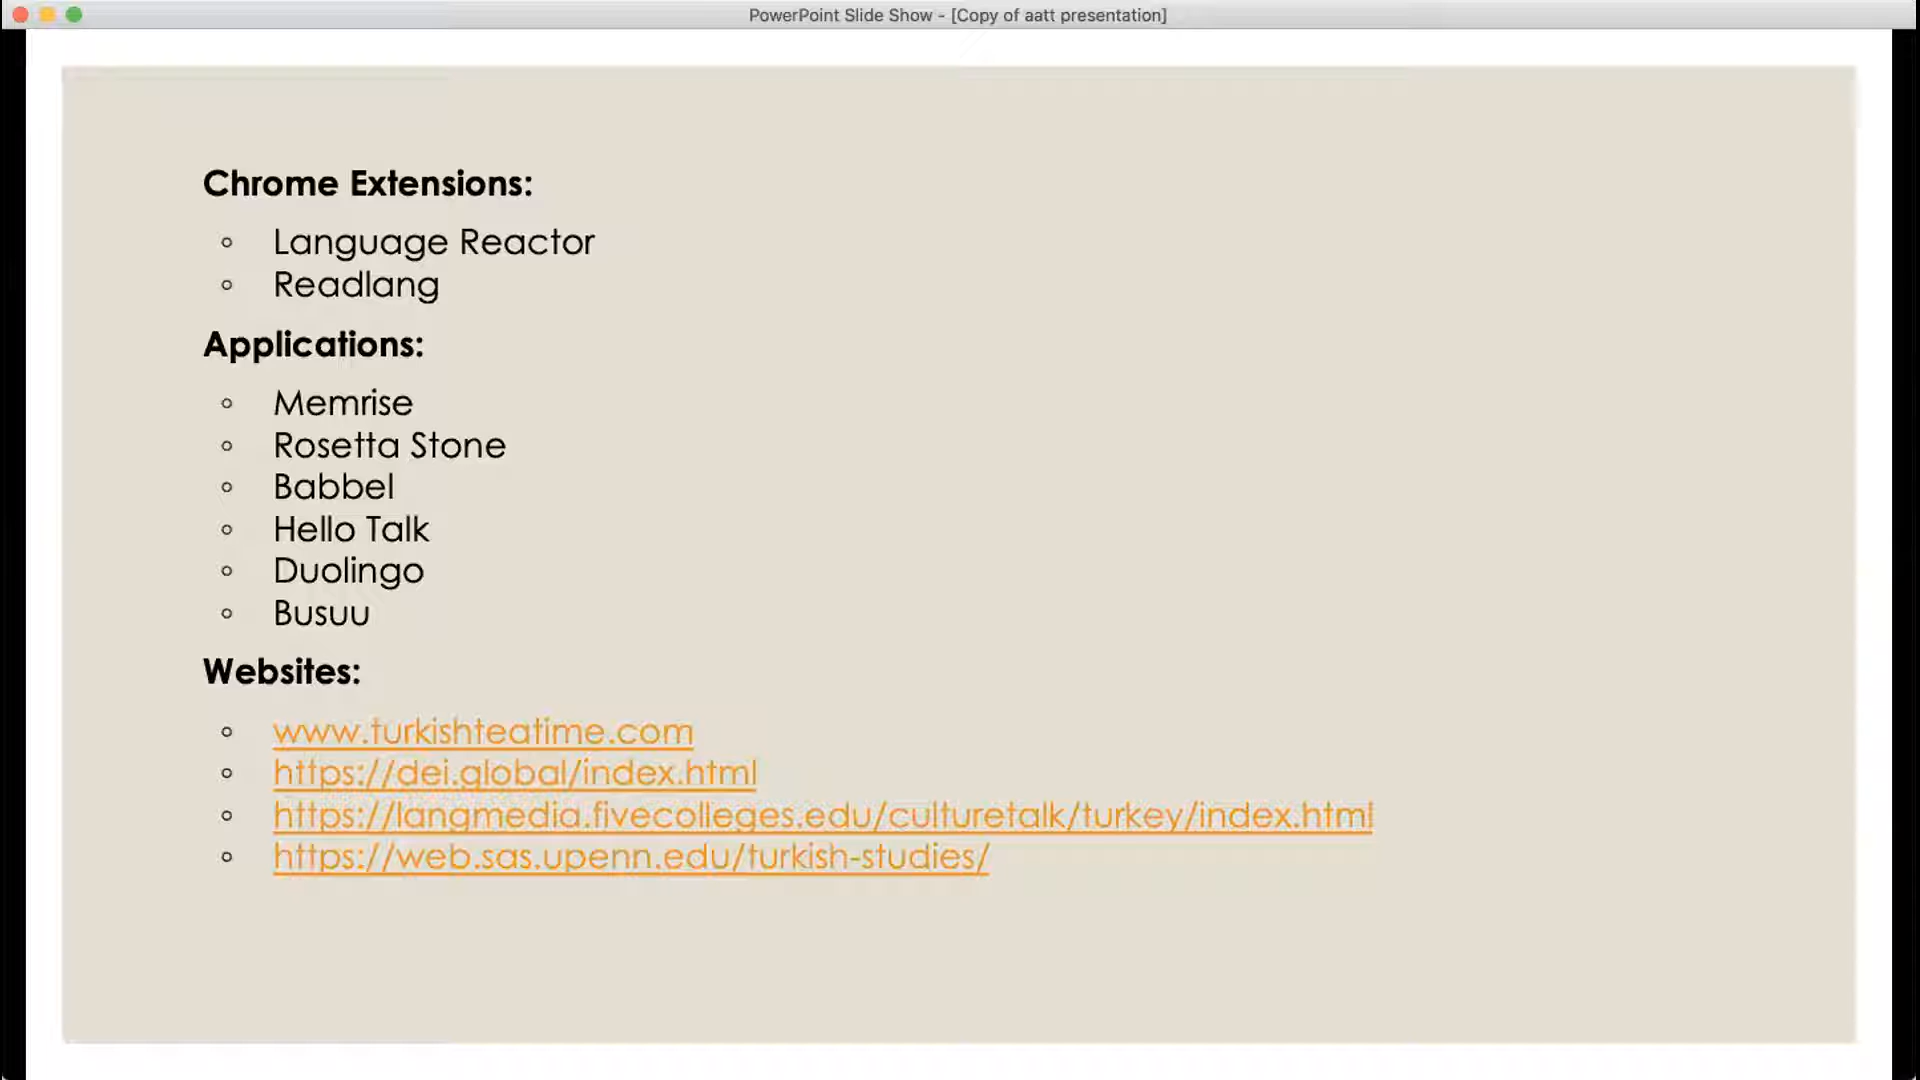 PowerPoint Slide Show - [Copy of aatt presentation]
Chrome Extensions:
Language Reactor
Readlang
Applications:
Memrise
Rosetta Stone
Babbel
Hello Talk
Duolingo
Busuu
Websites:
www.turkishteatime.com
https://dei.global/index.html
https://langmedia.fivecolleges.edu/culturetalk/turkey/index.html
https://web.sas.upenn.edu/turkish-studies/